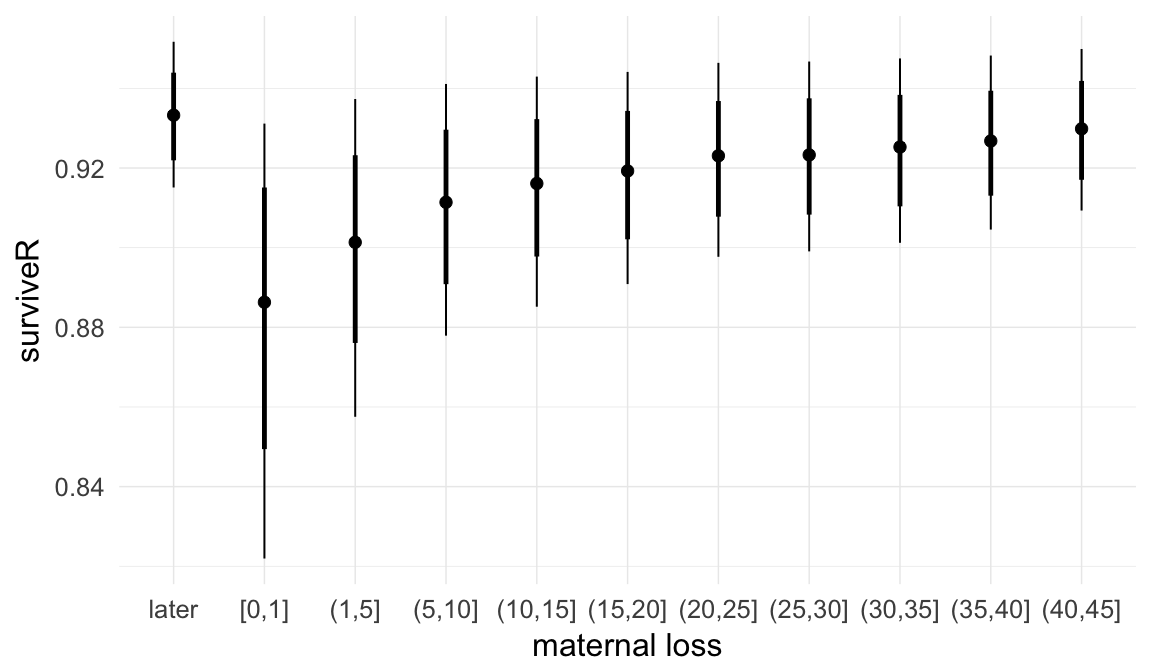 surviveR
0.92
0.88
0.84
later [0,1] (1,5] (5,10] (10,15] (15,20] (20,25] (25,30] (30,35] (35,40] (40,45]
maternal loss